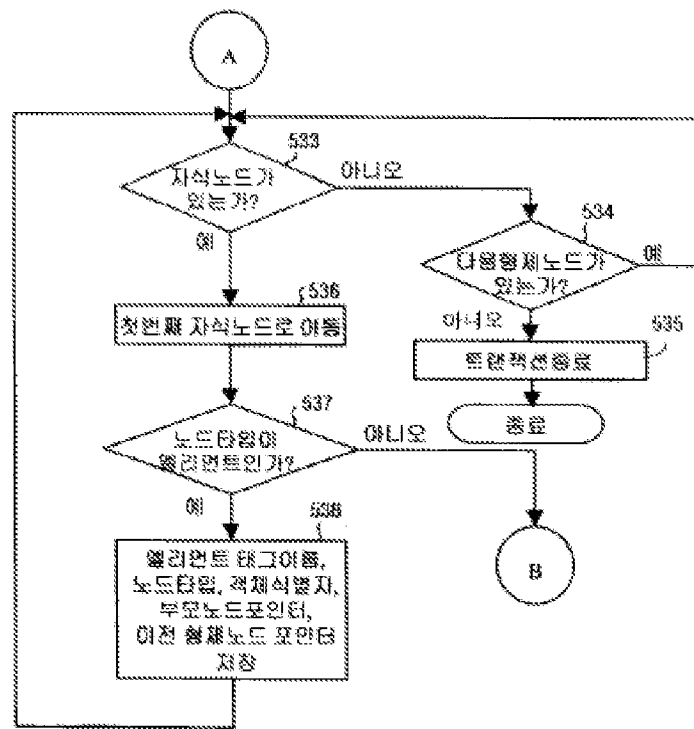 A
533
자식노드가
있는가?
아니오
예
534
다음형제노드가
있는가?
예
아니오
536
첫번째 자식노드로 이동
535
트랜잭션종료
종료
537
노드타입이
엘리먼트인가?
아니오
예
B
538
엘리먼트 태그이름,
노드타입, 객체식별자,
부모노드포인터,
이전 형제노드 포인터
저장